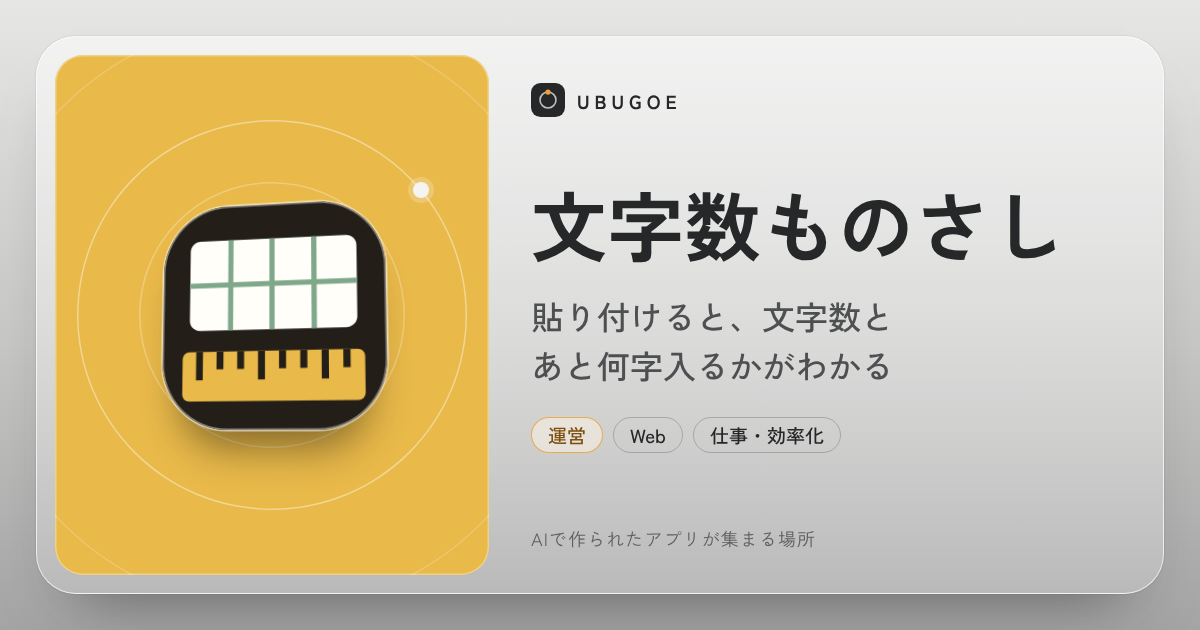 UBUGOE
文字数ものさし
貼り付けると、文字数と
あと何字入るかがわかる
運営 Web 仕事・効率化
AIで作られたアプリが集まる場所